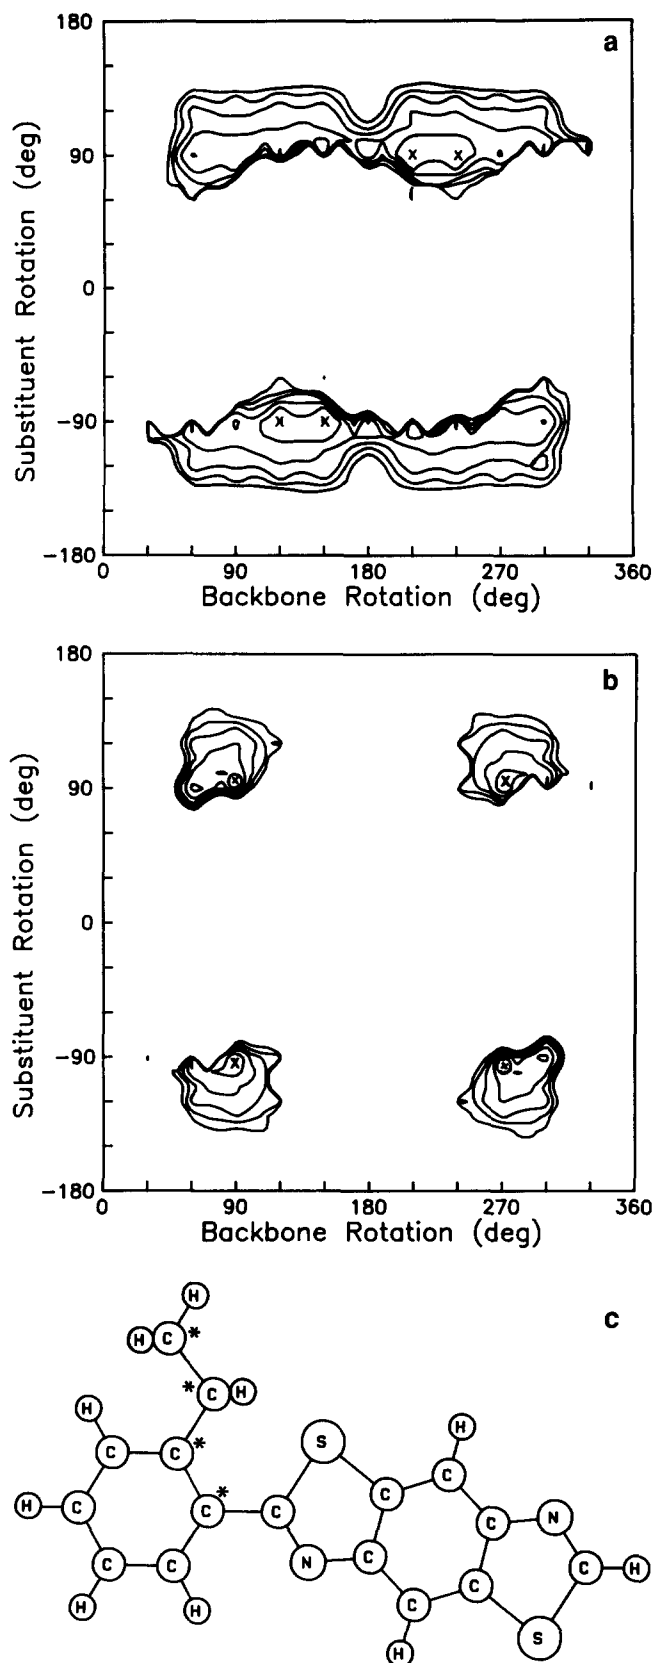 a
180
90
0
-90
-180
Substituent Rotation (deg)
x x
x x
0 90 180 270 360
Backbone Rotation (deg)
b
180
90
0
-90
-180
Substituent Rotation (deg)
x x
x x
0 90 180 270 360
Backbone Rotation (deg)
c
H
H C *
* C H
H
S
H
C C *
C
H C
C * C
C
C N
N C
C H
C C
C
C
H H
H
S